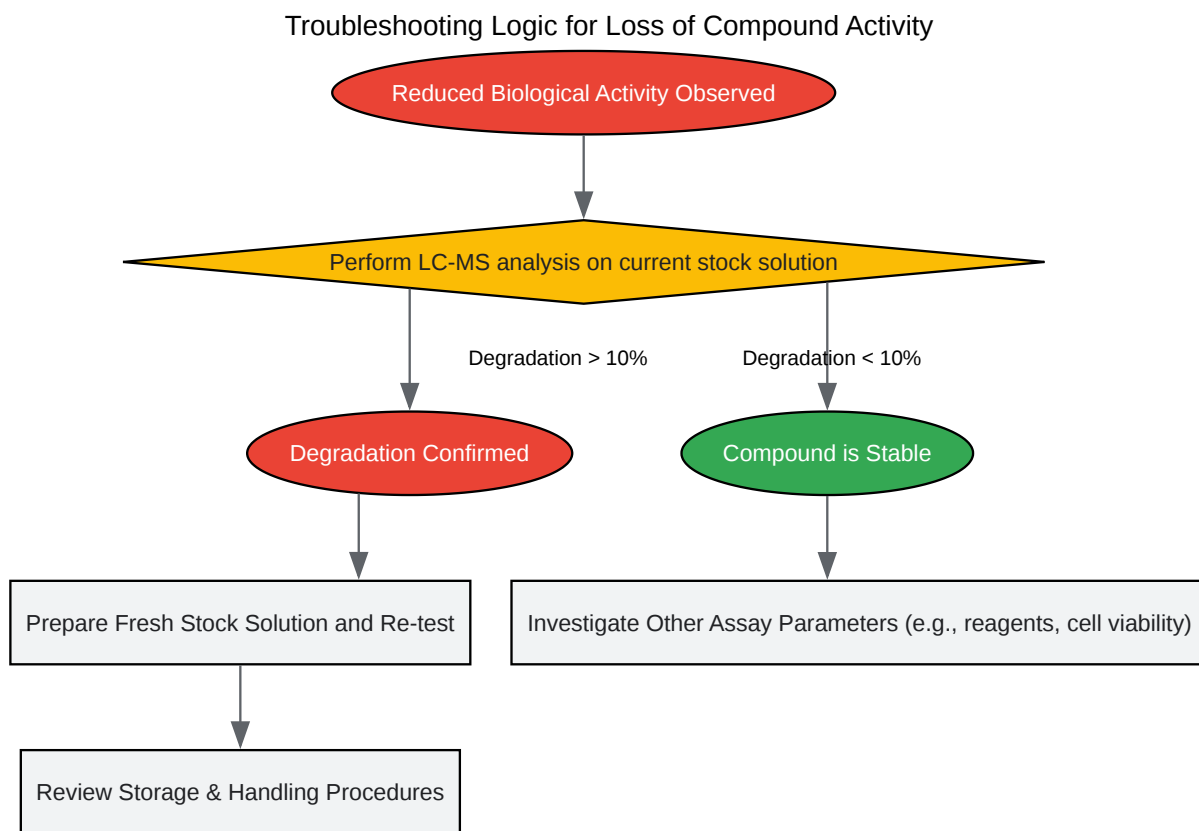 Troubleshooting Logic for Loss of Compound Activity
Reduced Biological Activity Observed
Perform LC-MS analysis on current stock solution
Degradation > 10%
Degradation < 10%
Degradation Confirmed
Compound is Stable
Prepare Fresh Stock Solution and Re-test
Investigate Other Assay Parameters (e.g., reagents, cell viability)
Review Storage & Handling Procedures